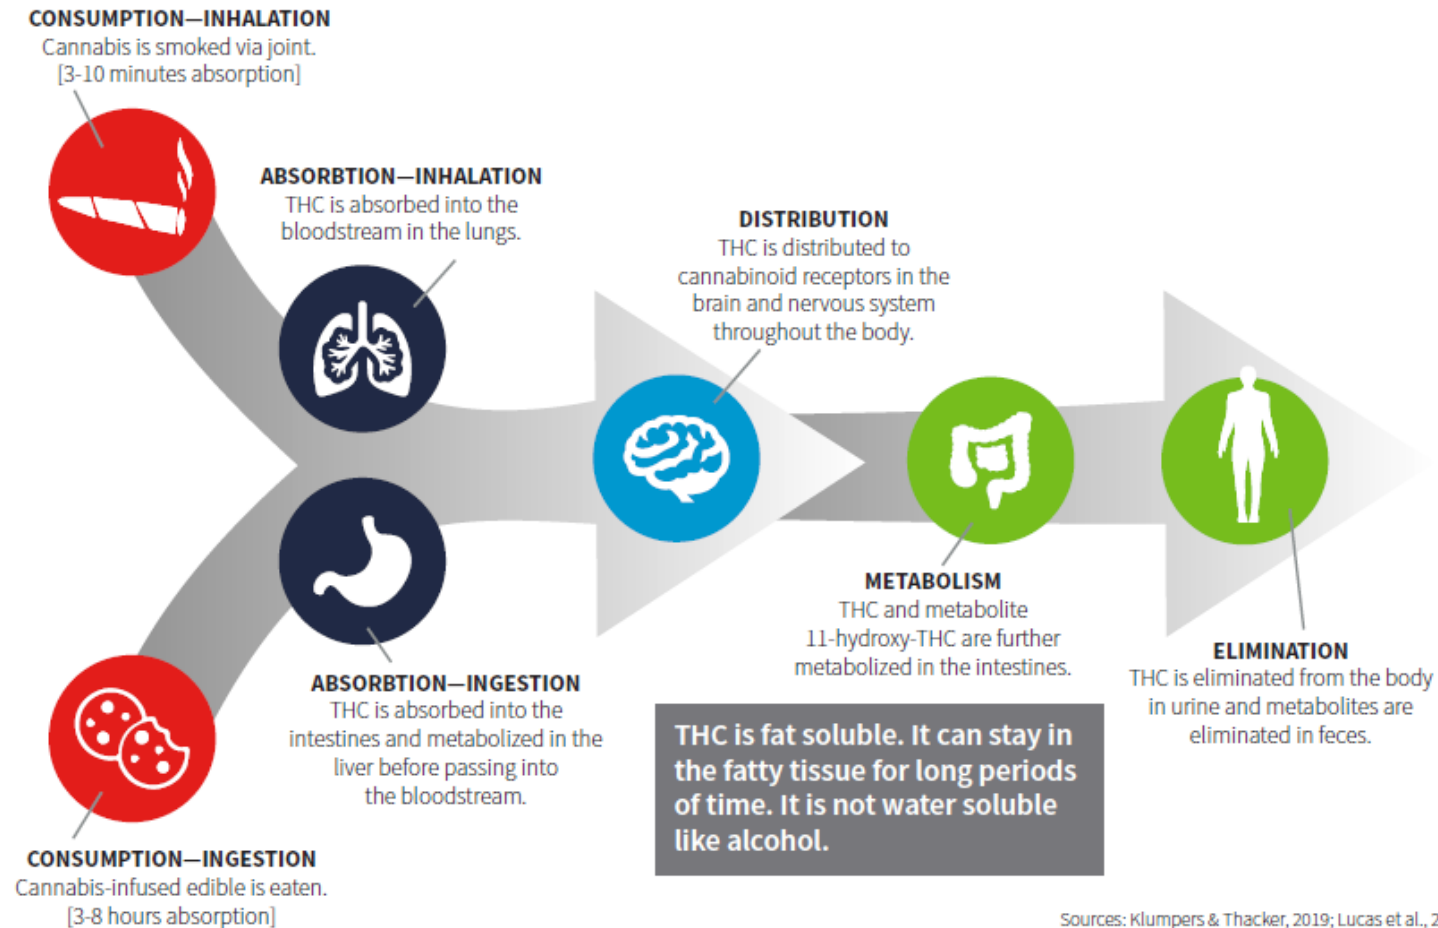 CONSUMPTION—INHALATION
Cannabis is smoked via joint.
[3-10 minutes absorption]
ABSORBTION—INHALATION
THC is absorbed into the
bloodstream in the lungs.
DISTRIBUTION
THC is distributed to
cannabinoid receptors in the
brain and nervous system
throughout the body.
METABOLISM
THC and metabolite
11-hydroxy-THC are further
metabolized in the intestines.
ELIMINATION
THC is eliminated from the body
in urine and metabolites are
eliminated in feces.
ABSORBTION—INGESTION
THC is absorbed into the
intestines and metabolized in the
liver before passing into
the bloodstream.
THC is fat soluble. It can stay in
the fatty tissue for long periods
of time. It is not water soluble
like alcohol.
CONSUMPTION—INGESTION
Cannabis-infused edible is eaten.
[3-8 hours absorption]
Sources: Klumpers & Thacker, 2019; Lucas et al., 2